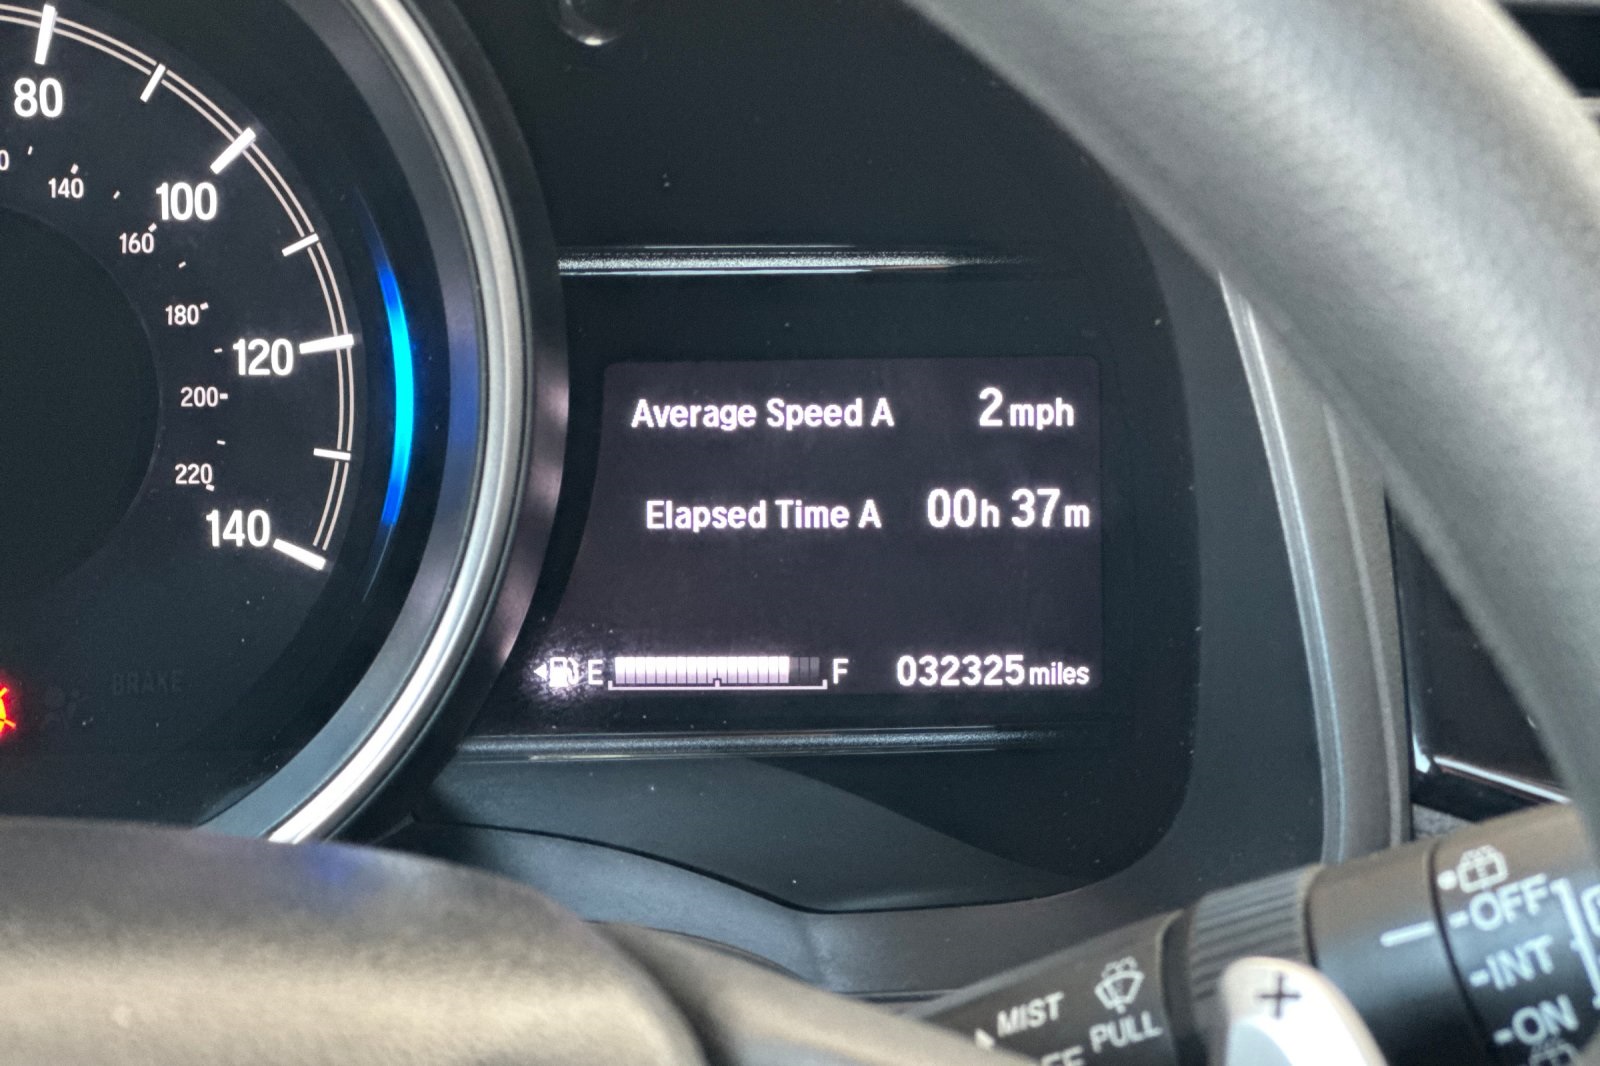 80
140
100
160
180
120
200
220
140
BRAKE
Average Speed A 2 mph
Elapsed Time A 00h 37m
E F 032325 miles
OFF
INT
ON
MIST
PULL
+